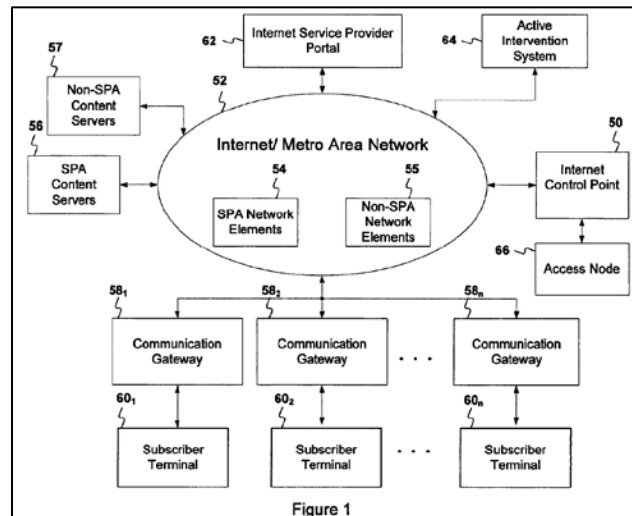 57
62
Internet Service Provider
Portal
64
Active
Intervention
System
Non-SPA
Content
Servers
52
56
SPA
Content
Servers
Internet/ Metro Area Network
54
SPA Network
Elements
55
Non-SPA
Network
Elements
50
Internet
Control Point
66
Access Node
58₁
Communication
Gateway
58₂
Communication
Gateway
. . .
58ₙ
Communication
Gateway
60₁
Subscriber
Terminal
60₂
Subscriber
Terminal
. . .
60ₙ
Subscriber
Terminal
Figure 1